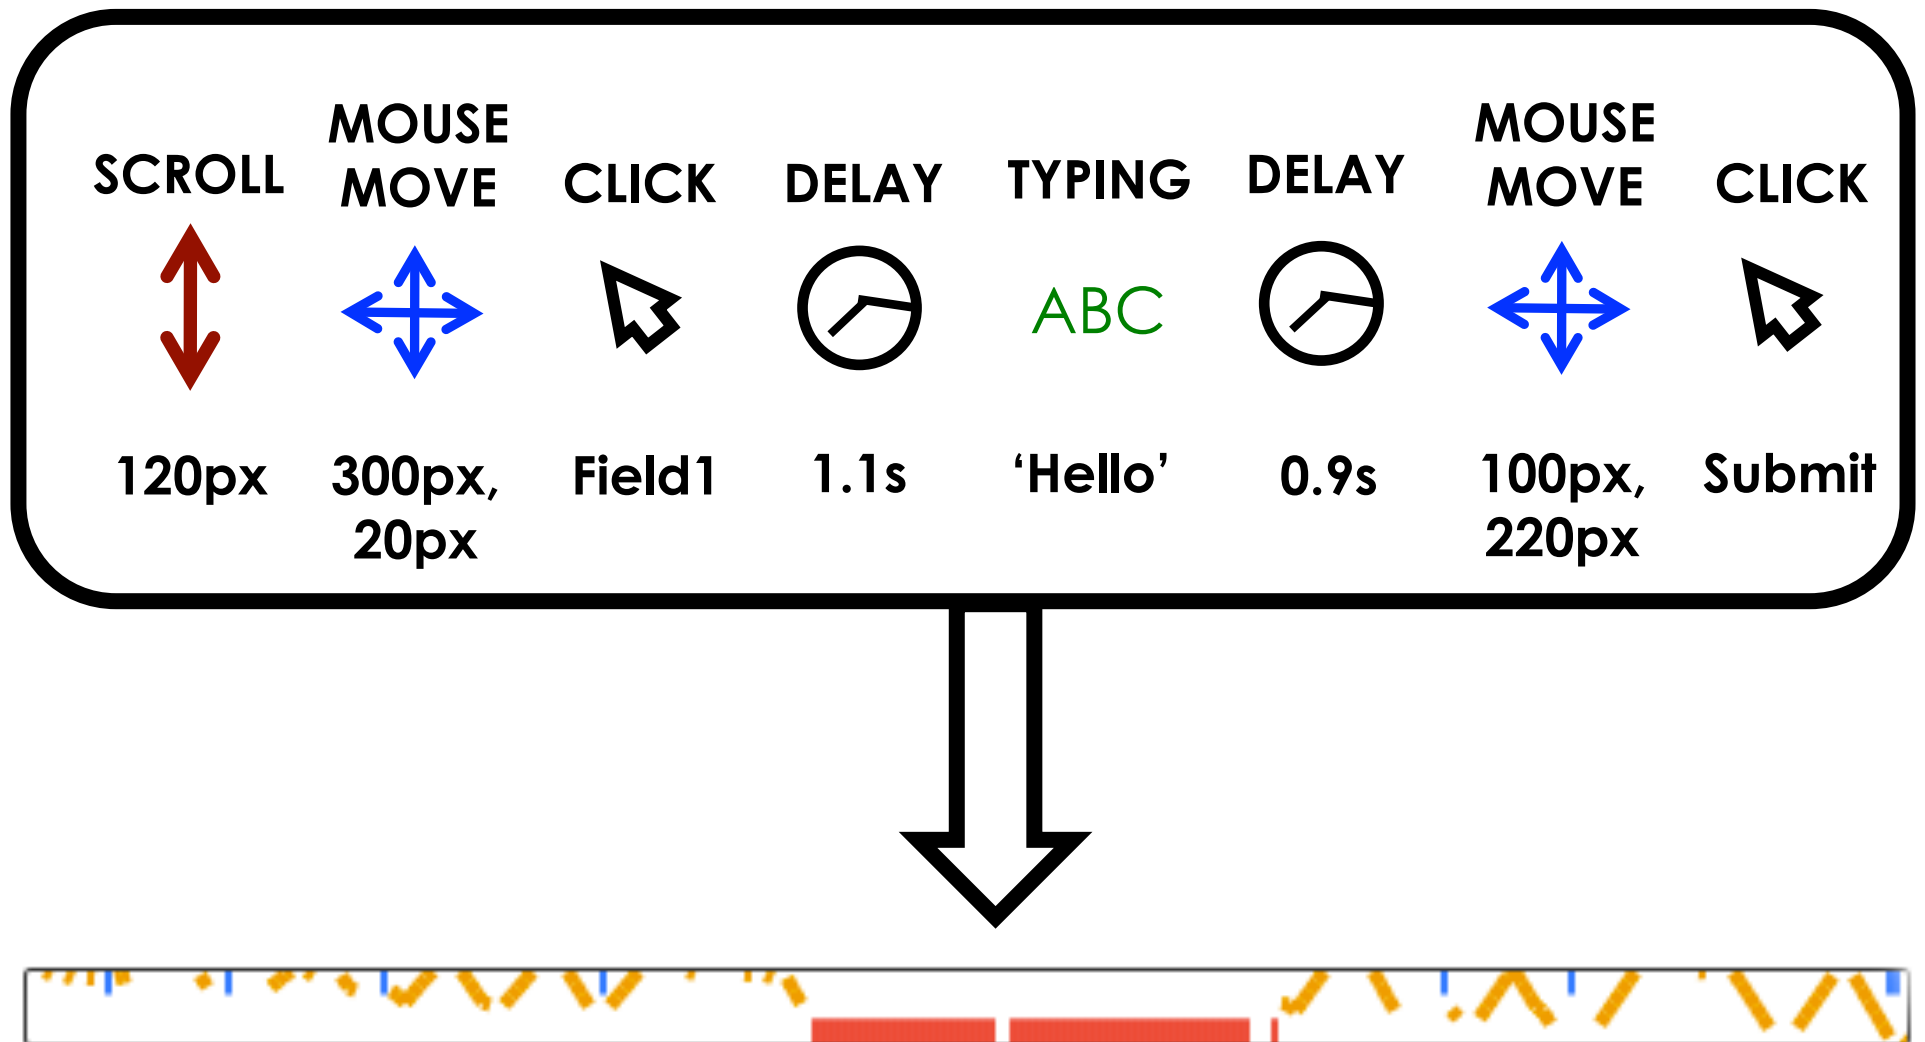 SCROLL
MOUSE
MOVE
CLICK
DELAY
TYPING
DELAY
MOUSE
MOVE
CLICK
ABC
120px
300px,
20px
Field1
1.1s
‘Hello’
0.9s
100px,
220px
Submit